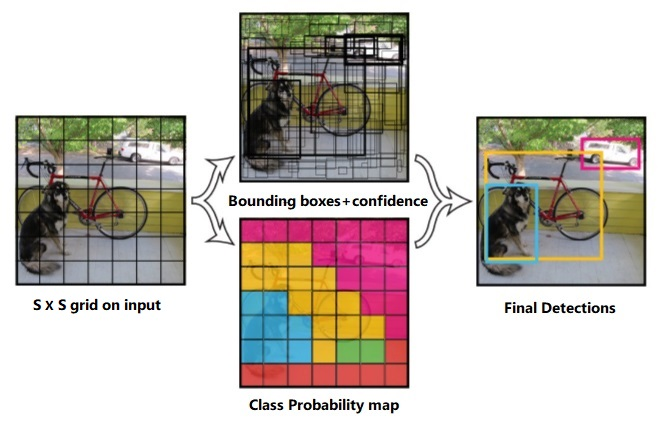 Bounding boxes+confidence
S X S grid on input
Final Detections
Class Probability map